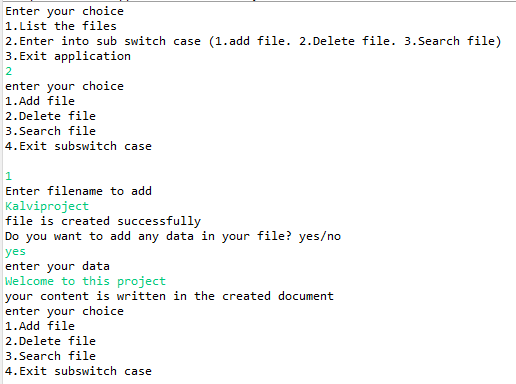 Enter your choice
1.List the files
2.Enter into sub switch case (1.add file. 2.Delete file. 3.Search file)
3.Exit application
2
enter your choice
1.Add file
2.Delete file
3.Search file
4.Exit subswitch case
1
Enter filename to add
Kalviproject
file is created successfully
Do you want to add any data in your file? yes/no
yes
enter your data
Welcome to this project
your content is written in the created document
enter your choice
1.Add file
2.Delete file
3.Search file
4.Exit subswitch case